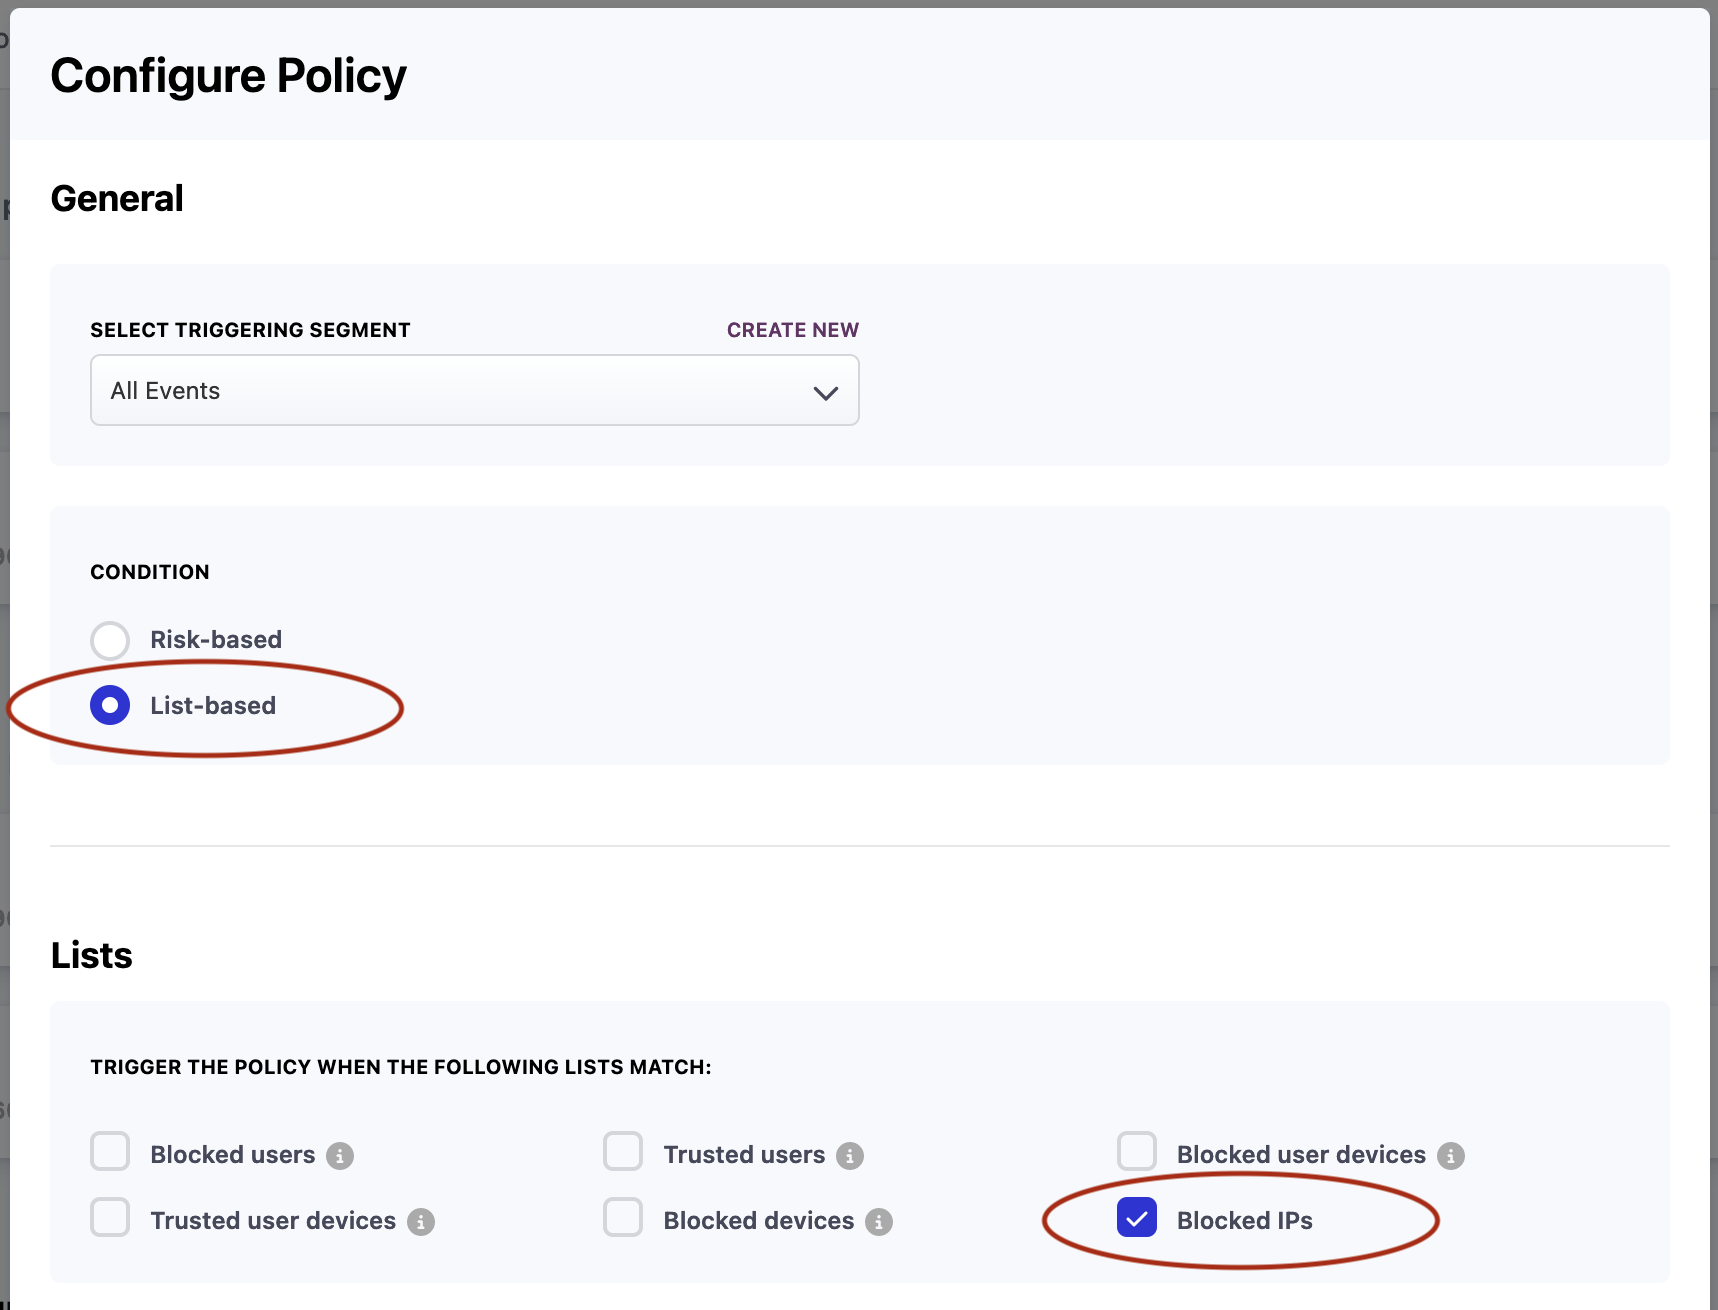 Configure Policy
General
SELECT TRIGGERING SEGMENT CREATE NEW
All Events
CONDITION
Risk-based
List-based
Lists
TRIGGER THE POLICY WHEN THE FOLLOWING LISTS MATCH:
Blocked users Trusted users Blocked user devices
Trusted user devices Blocked devices Blocked IPs